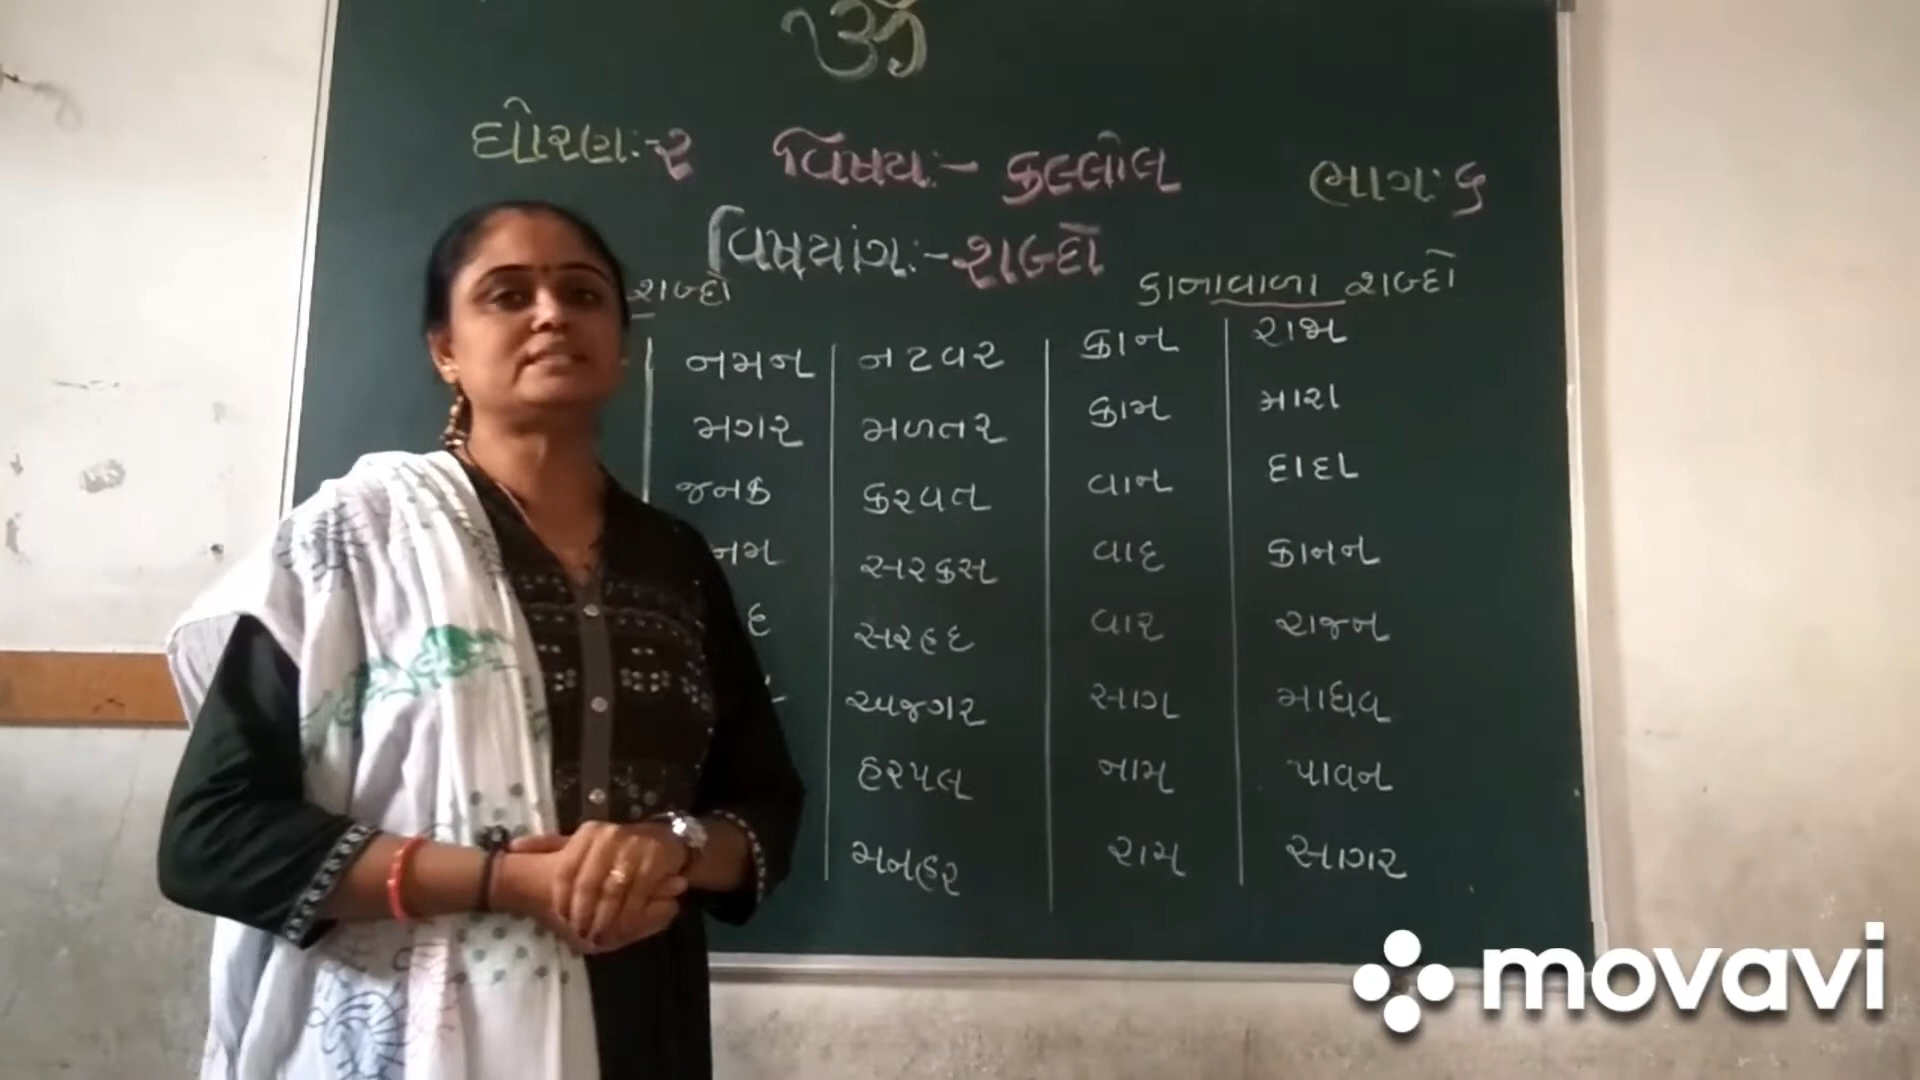 ૐ
ધોરણ:-૨ વિષય:- કલ્લોલ ભાગ: ૬
વિષયાંગ:- શબ્દો
શબ્દો કાનાવાળા શબ્દો
નમન નટવર કાન રાજા
મગર મળતર કામ મારા
જનક કરવત વાન દાદા
સરકસ વાદ કાનન
સરહદ વાર રાજન
અજગર સાગ માધવ
હરપલ નામ પાવન
મનહર રામ સાગર
movavi